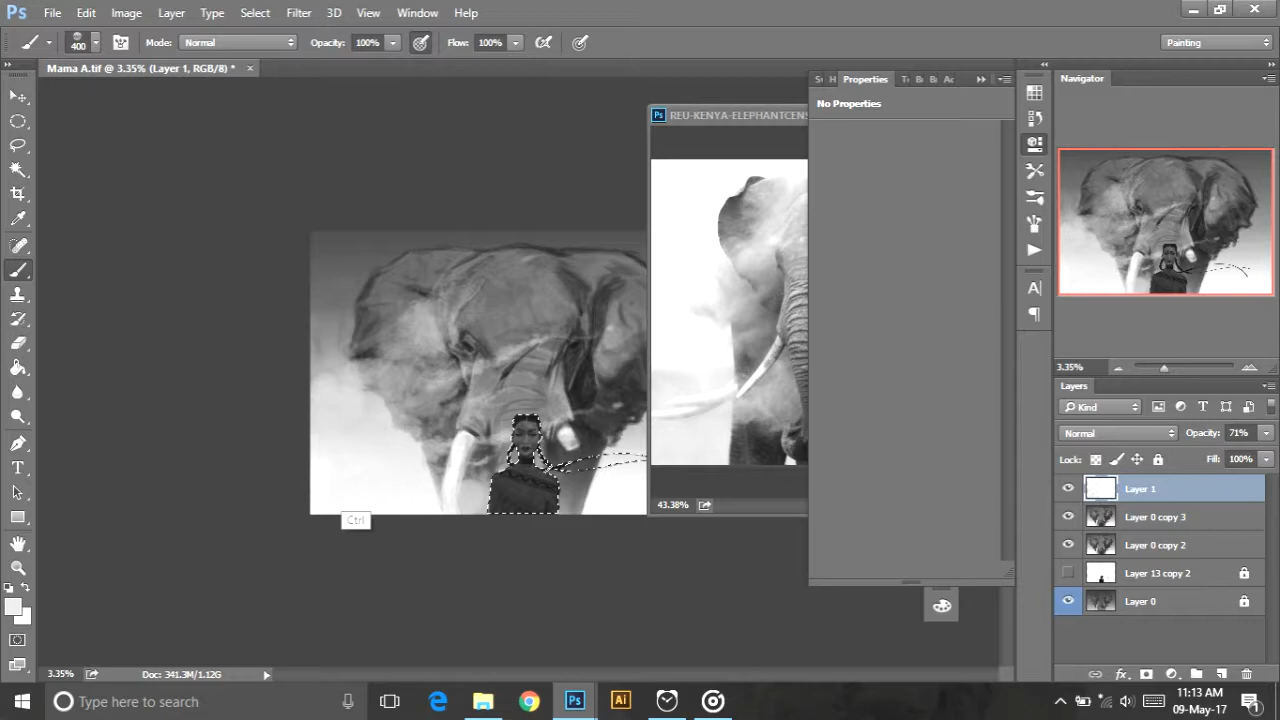 Ps File Edit Image Layer Type Select Filter 3D View Window Help
400 Mode: Normal Opacity: 100% Flow: 100% Painting
Mama A.tif @ 3.35% (Layer 1, RGB/8) * ×
Properties
No Properties
Navigator
Ps REU-KENYA-ELEPHANTCENS
3.35%
Layers
Kind
Normal Opacity: 71%
Lock: Fill: 100%
Layer 1
Layer 0 copy 3
Layer 0 copy 2
Layer 13 copy 2
Layer 0
43.38%
Ctrl
3.35% Doc: 341.3M/1.12G
Type here to search
Ps Ai
11:13 AM
09-May-17